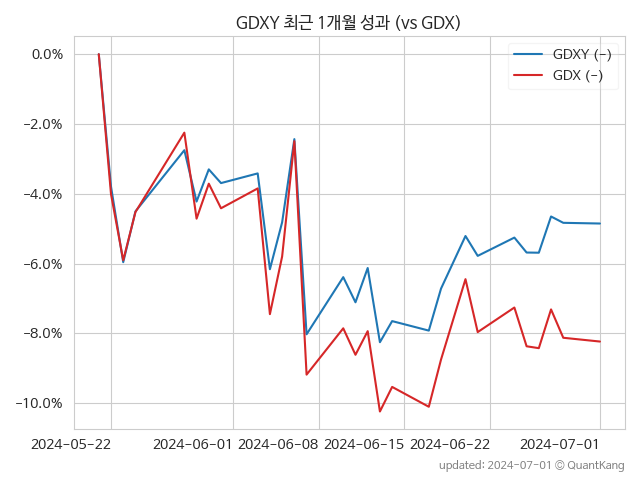 GDXY 최근 1개월 성과 (vs GDX)
GDXY (-)
GDX (-)
0.0%
−2.0%
−4.0%
−6.0%
−8.0%
−10.0%
2024-05-22 2024-06-01 2024-06-08 2024-06-15 2024-06-22 2024-07-01
updated: 2024-07-01 © QuantKang